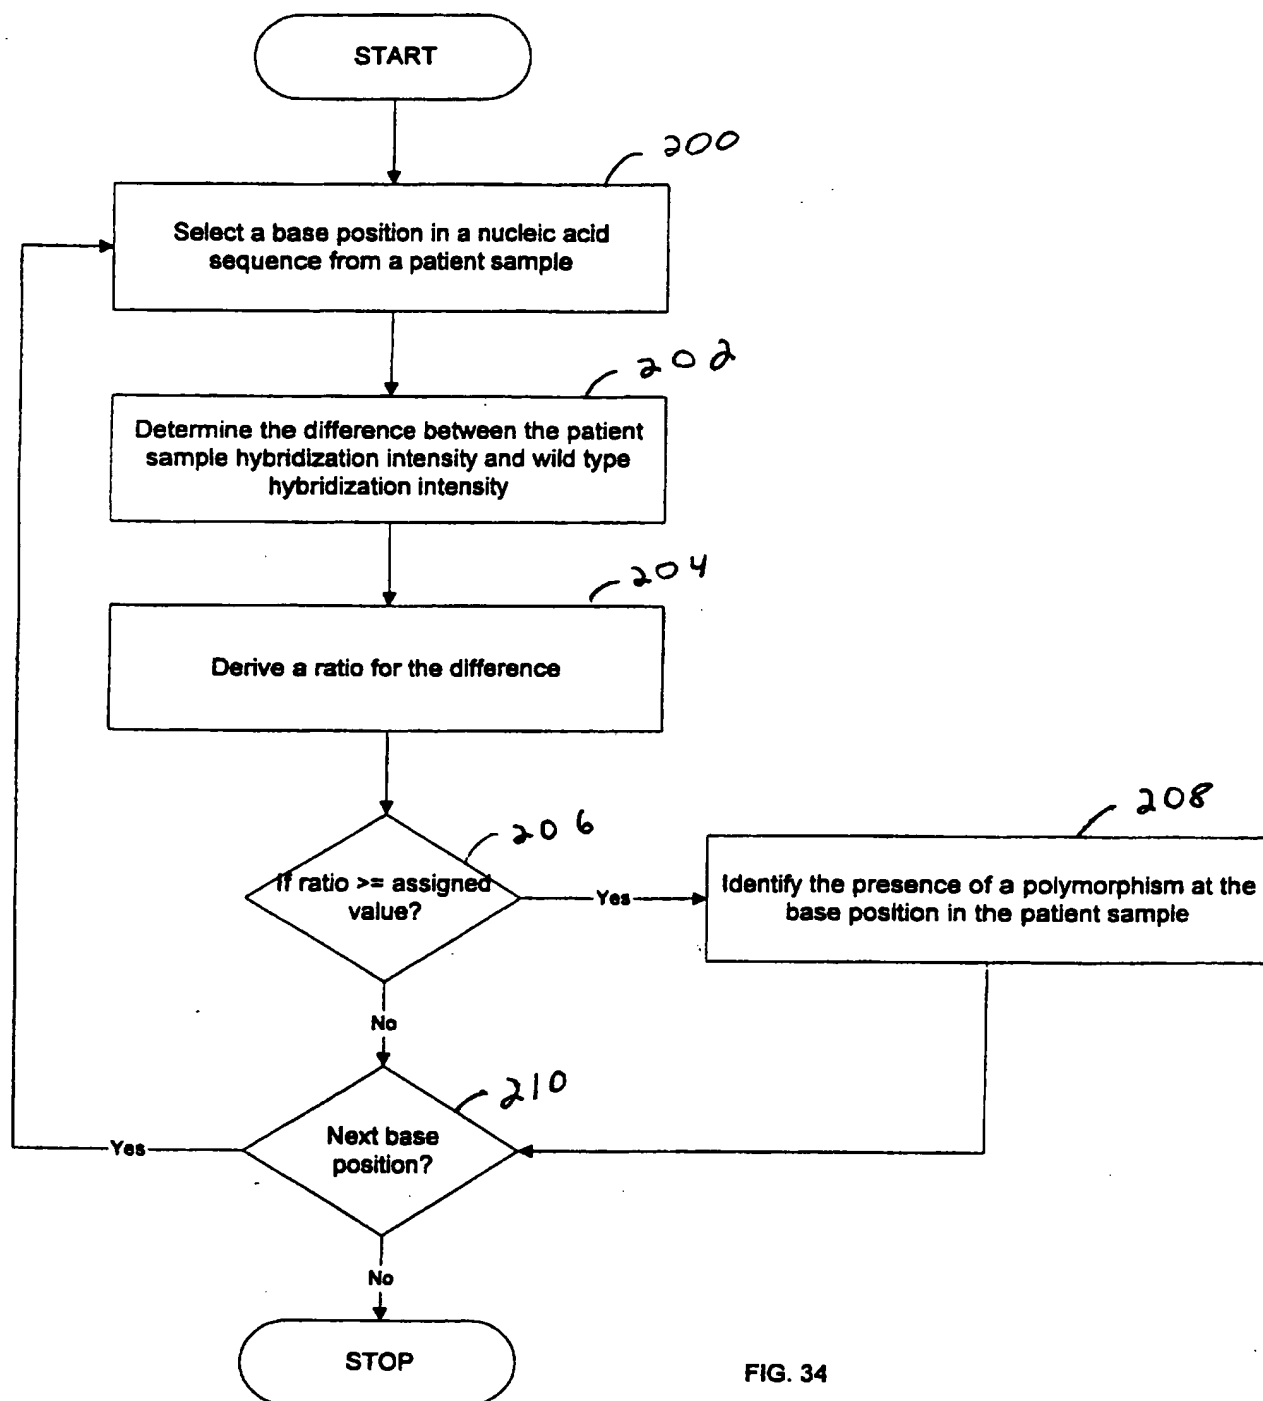 START
200
Select a base position in a nucleic acid
sequence from a patient sample
202
Determine the difference between the patient
sample hybridization intensity and wild type
hybridization intensity
204
Derive a ratio for the difference
206
If ratio >= assigned
value?
Yes
208
Identify the presence of a polymorphism at the
base position in the patient sample
No
210
Next base
position?
Yes
No
STOP
FIG. 34